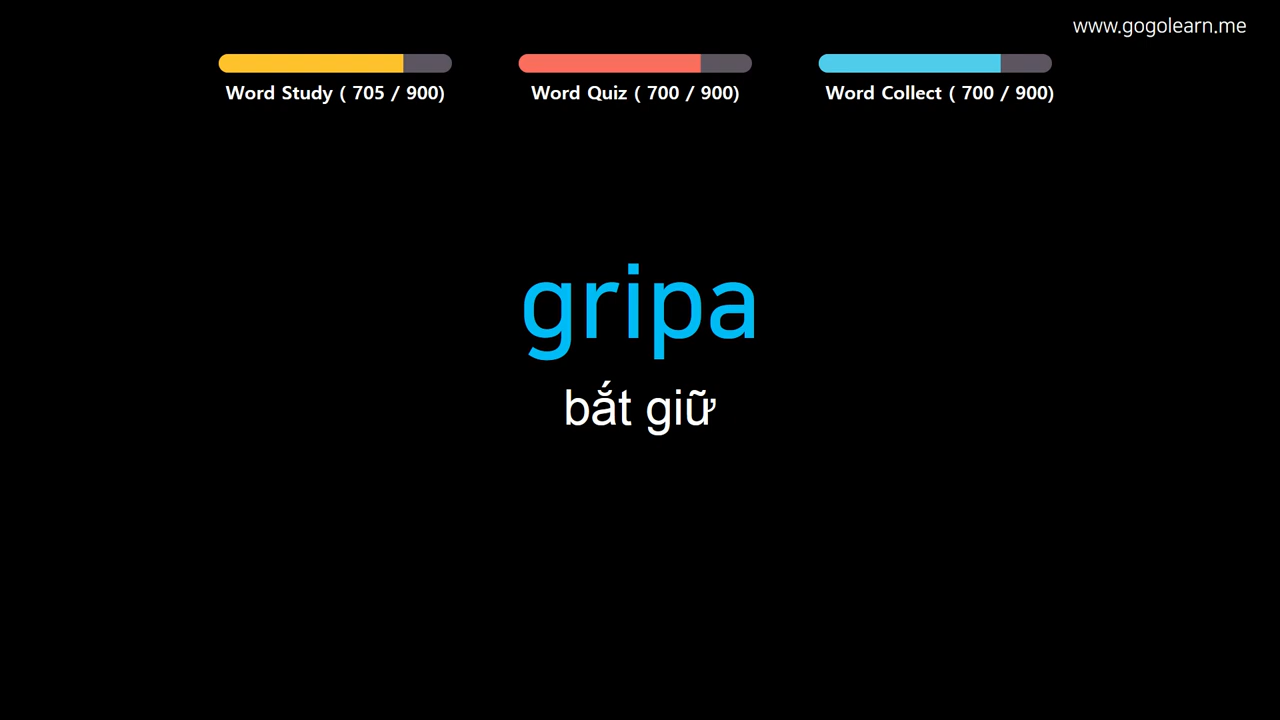 www.gogolearn.me
Word Study ( 705 / 900)
Word Quiz ( 700 / 900)
Word Collect ( 700 / 900)
gripa
bắt giữ